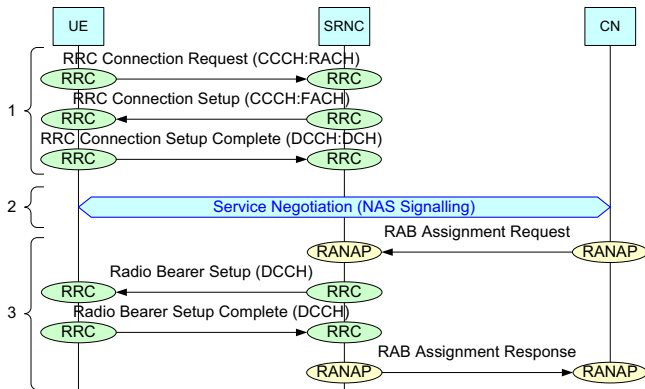 UE SRNC CN
RRC Connection Request (CCCH:RACH)
RRC RRC
1
RRC Connection Setup (CCCH:FACH)
RRC RRC
RRC Connection Setup Complete (DCCH:DCH)
RRC RRC
2 Service Negotiation (NAS Signalling)
RAB Assignment Request
RANAP RANAP
Radio Bearer Setup (DCCH)
RRC RRC
3
Radio Bearer Setup Complete (DCCH)
RRC RRC
RAB Assignment Response
RANAP RANAP